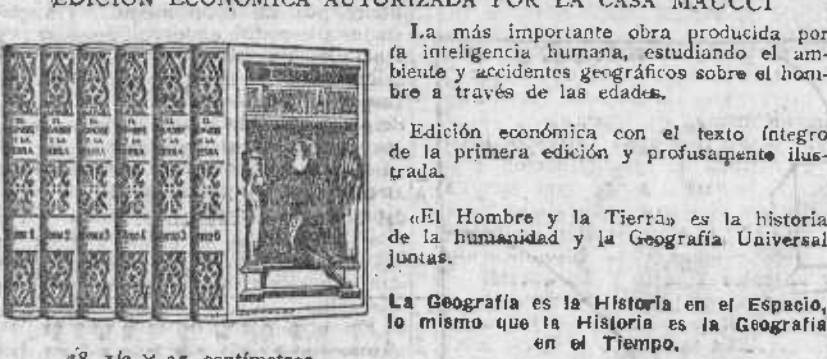 EDICIÓN ECONÓMICA AUTORIZADA POR LA CASA MAUCCI
La más importante obra producida por
la inteligencia humana, estudiando el am-
biente y accidentes geográficos sobre el hom-
bre a través de las edades.
Edición económica con el texto íntegro
de la primera edición y profusamente ilus-
trada.
«El Hombre y la Tierra» es la historia
de la humanidad y la Geografía Universal
juntas.
La Geografía es la Historia en el Espacio,
lo mismo que la Historia es la Geografía
en el Tiempo.
centímetros